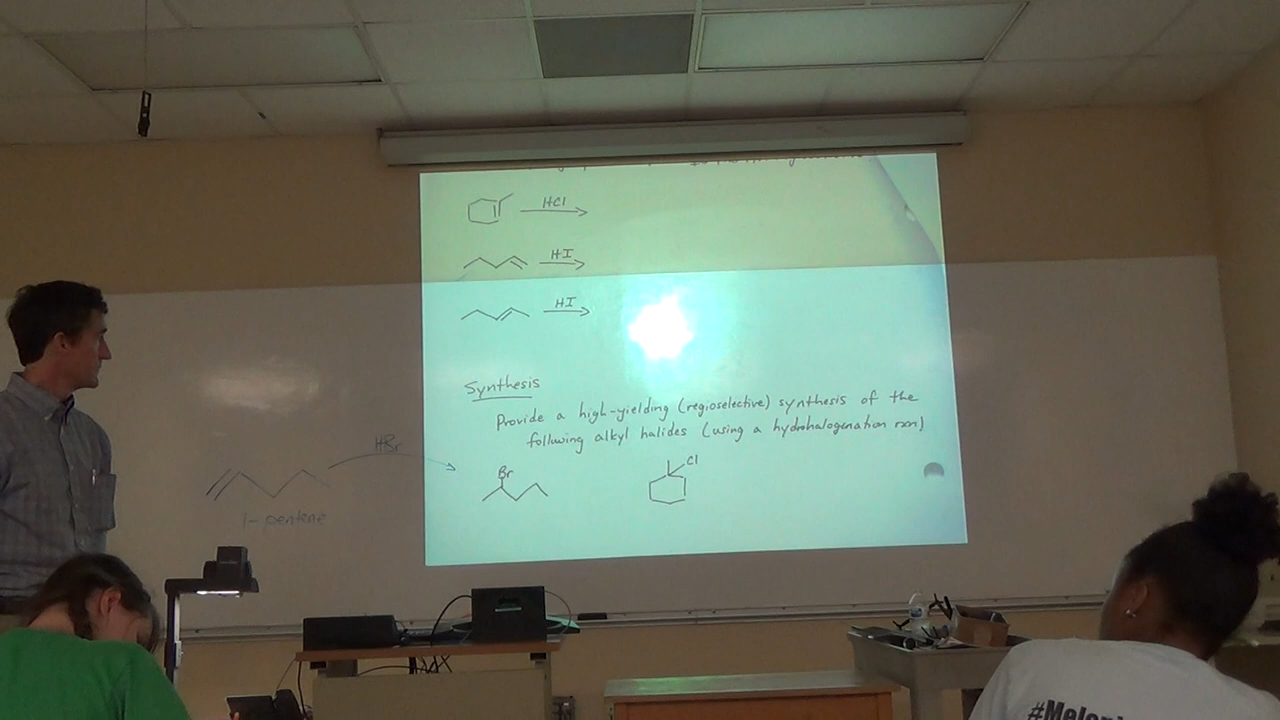 HCl
HI
HI
Synthesis
Provide a high-yielding (regioselective) synthesis of the
following alkyl halides (using a hydrohalogenation rxn)
HBr
Br
Cl
1-pentene